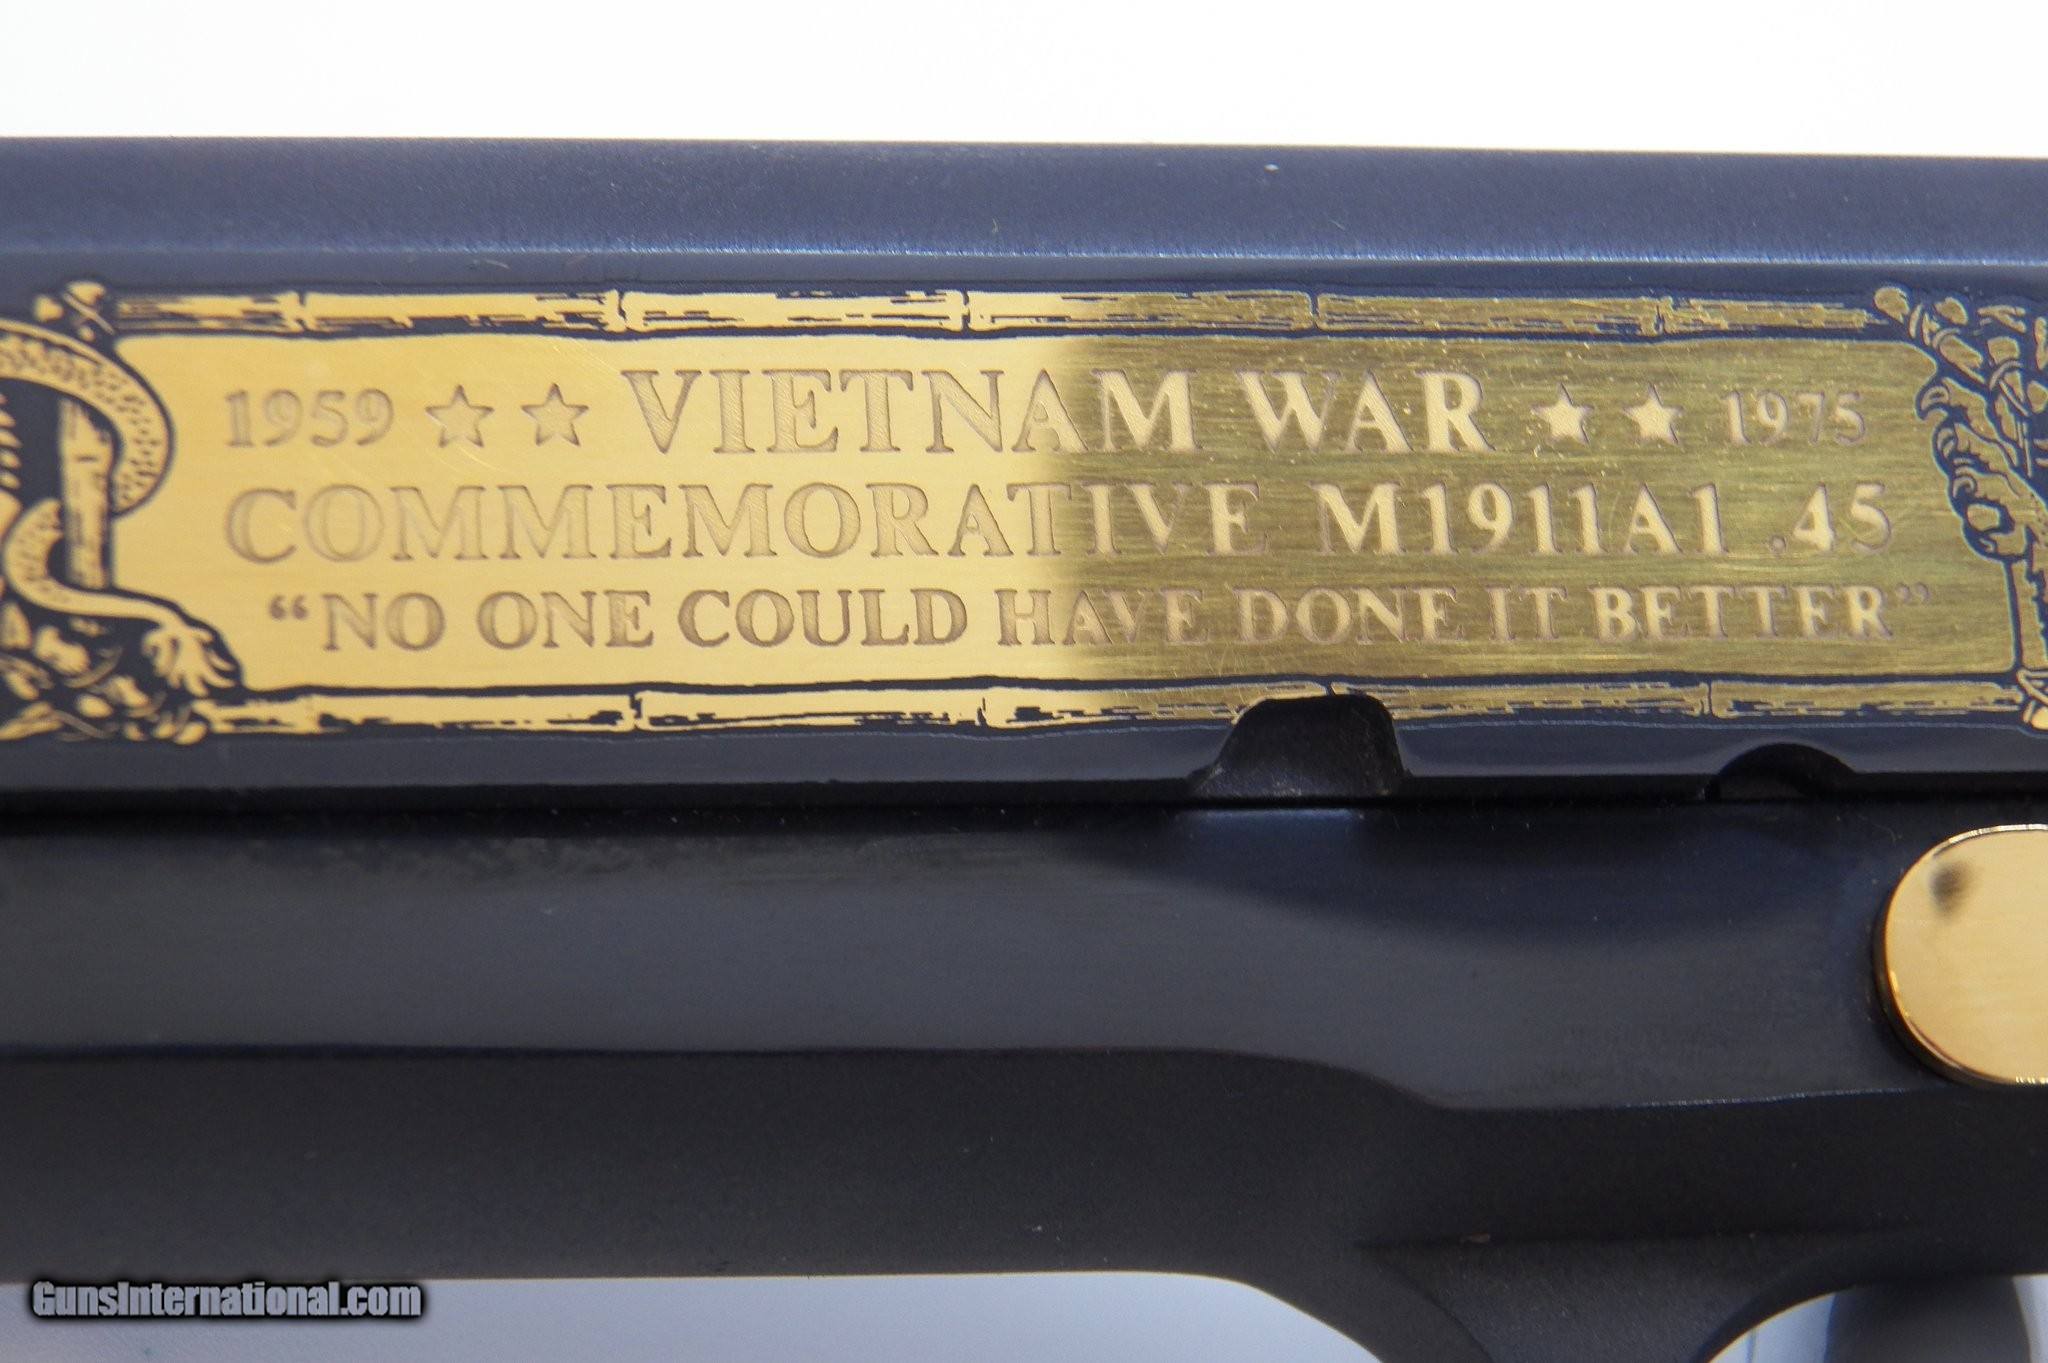 1959 ★ ★ VIETNAM WAR ★ ★ 1975
COMMEMORATIVE M1911A1 .45
“NO ONE COULD HAVE DONE IT BETTER”
GunsInternational.com